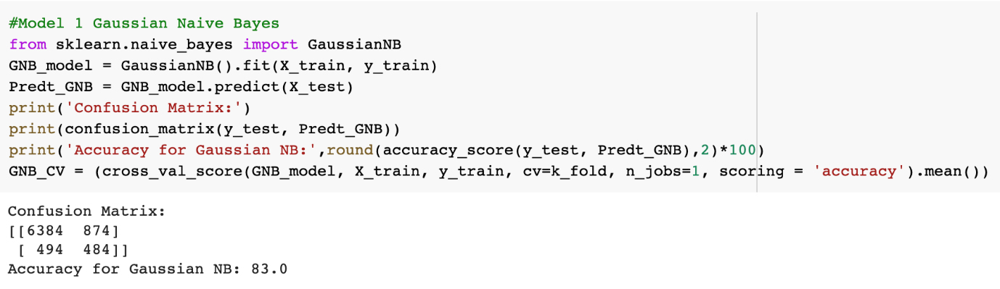 #Model 1 Gaussian Naive Bayes
from sklearn.naive_bayes import GaussianNB
GNB_model = GaussianNB().fit(X_train, y_train)
Predt_GNB = GNB_model.predict(X_test)
print('Confusion Matrix:')
print(confusion_matrix(y_test, Predt_GNB))
print('Accuracy for Gaussian NB:',round(accuracy_score(y_test, Predt_GNB),2)*100)
GNB_CV = (cross_val_score(GNB_model, X_train, y_train, cv=k_fold, n_jobs=1, scoring = 'accuracy').mean())
Confusion Matrix:
[[6384  874]
 [ 494  484]]
Accuracy for Gaussian NB: 83.0